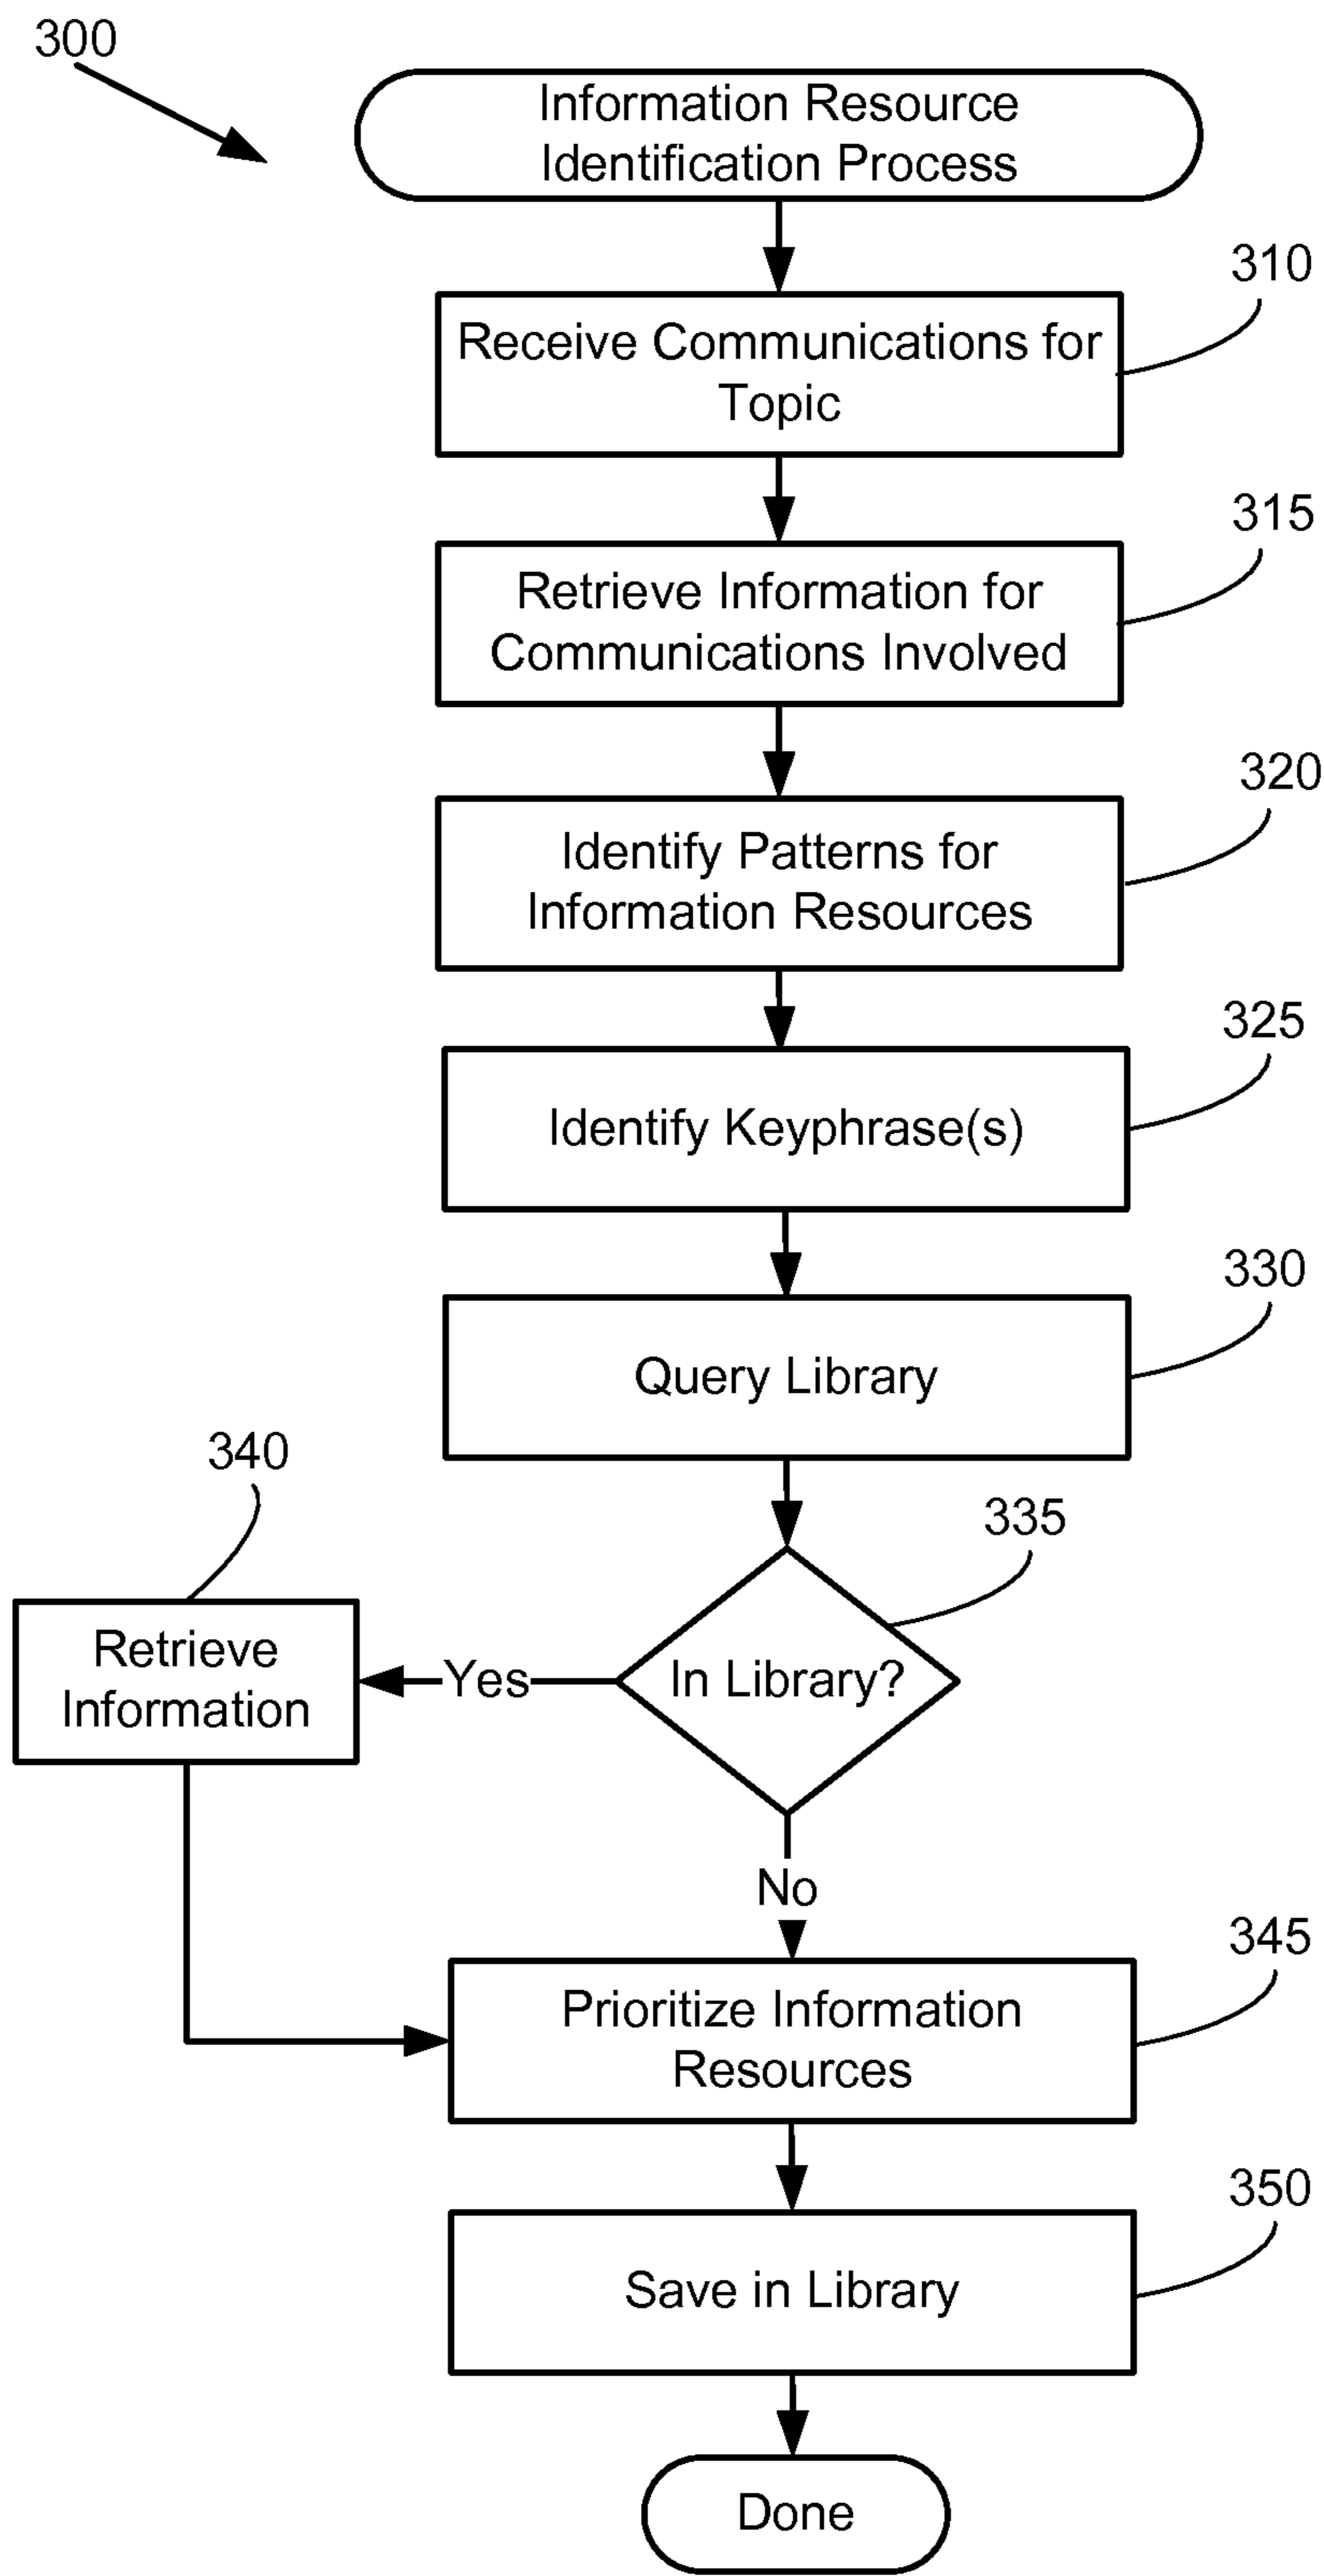 300
Information Resource
Identification Process
310
Receive Communications for
Topic
315
Retrieve Information for
Communications Involved
320
Identify Patterns for
Information Resources
325
Identify Keyphrase(s)
330
Query Library
340
335
Retrieve
Information
Yes
In Library?
No
345
Prioritize Information
Resources
350
Save in Library
Done